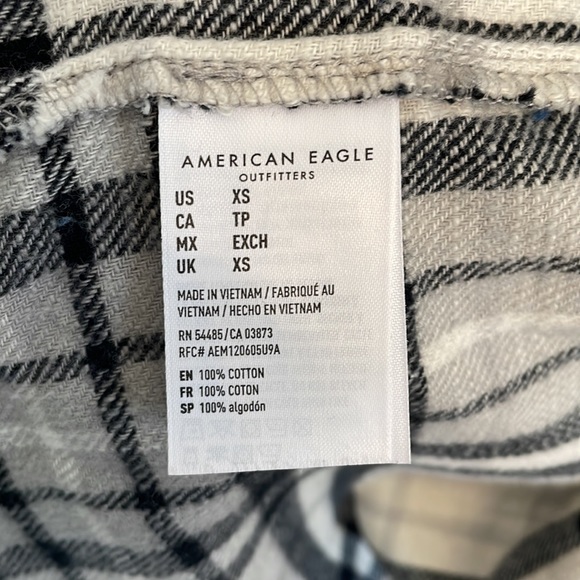 AMERICAN EAGLE
OUTFITTERS
US XS
CA TP
MX EXCH
UK XS
MADE IN VIETNAM / FABRIQUÉ AU
VIETNAM / HECHO EN VIETNAM
RN 54485/CA 03873
RFC# AEM120605U9A
EN 100% COTTON
FR 100% COTON
SP 100% algodón